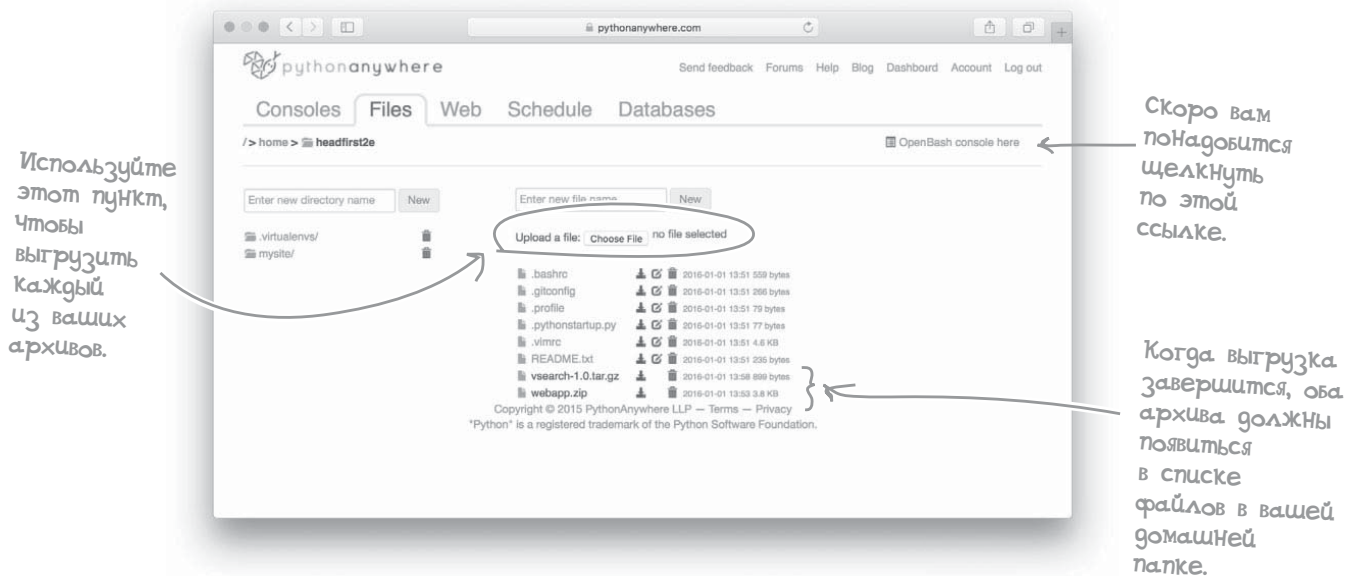 pythonanywhere.com
pythonanywhere
Send feedback Forums Help Blog Dashboard Account Log out
Consoles Files Web Schedule Databases
/ > home > headfirst2e
OpenBash console here
Скоро вам
понадобится
щелкнуть
по этой
ссылке.
Используйте
этот пункт,
чтобы
выгрузить
каждый
из ваших
архивов.
Enter new directory name New
Enter new file name New
.virtualenvs/
mysite/
Upload a file: Choose File no file selected
.bashrc 2016-01-01 13:51 559 bytes
.gitconfig 2016-01-01 13:51 266 bytes
.profile 2016-01-01 13:51 79 bytes
.pythonstartup.py 2016-01-01 13:51 77 bytes
.vimrc 2016-01-01 13:51 4.6 KB
README.txt 2016-01-01 13:51 235 bytes
vsearch-1.0.tar.gz 2016-01-01 13:58 899 bytes
webapp.zip 2016-01-01 13:53 3.8 KB
Copyright © 2015 PythonAnywhere LLP — Terms — Privacy
"Python" is a registered trademark of the Python Software Foundation.
Когда выгрузка
завершится, оба
архива должны
появиться
в списке
файлов в вашей
домашней
папке.